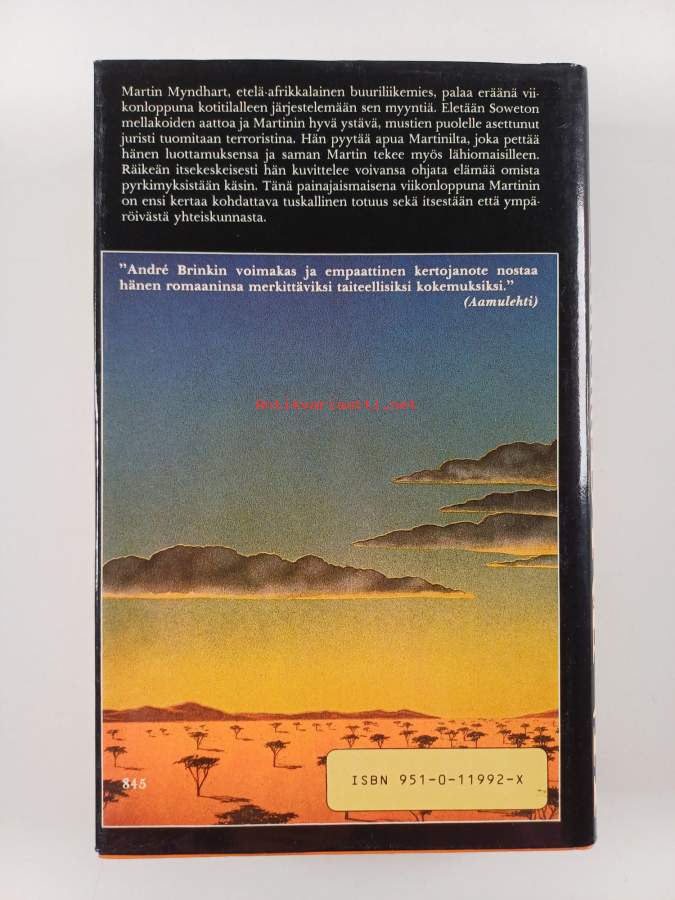 Martin Myndhart, etelä-afrikkalainen buuriliikemies, palaa eräänä vii-
konloppuna kotitilalleen järjestelemään sen myyntiä. Eletään Soweton
mellakoiden aattoa ja Martinin hyvä ystävä, mustien puolelle asettunut
juristi tuomitaan terroristina. Hän pyytää apua Martinilta, joka pettää
hänen luottamuksensa ja saman Martin tekee myös lähiomaisilleen.
Räikeän itsekeskeisesti hän kuvittelee voivansa ohjata elämää omista
pyrkimyksistään käsin. Tänä painajaismaisena viikonloppuna Martinin
on ensi kertaa kohdattava tuskallinen totuus sekä itsestään että ympä-
röivästä yhteiskunnasta.
"André Brinkin voimakas ja empaattinen kertojanote nostaa
hänen romaaninsa merkittäviksi taiteellisiksi kokemuksiksi."
(Aamulehti)
Antikvariaatti.net
845
ISBN 951-0-11992-X